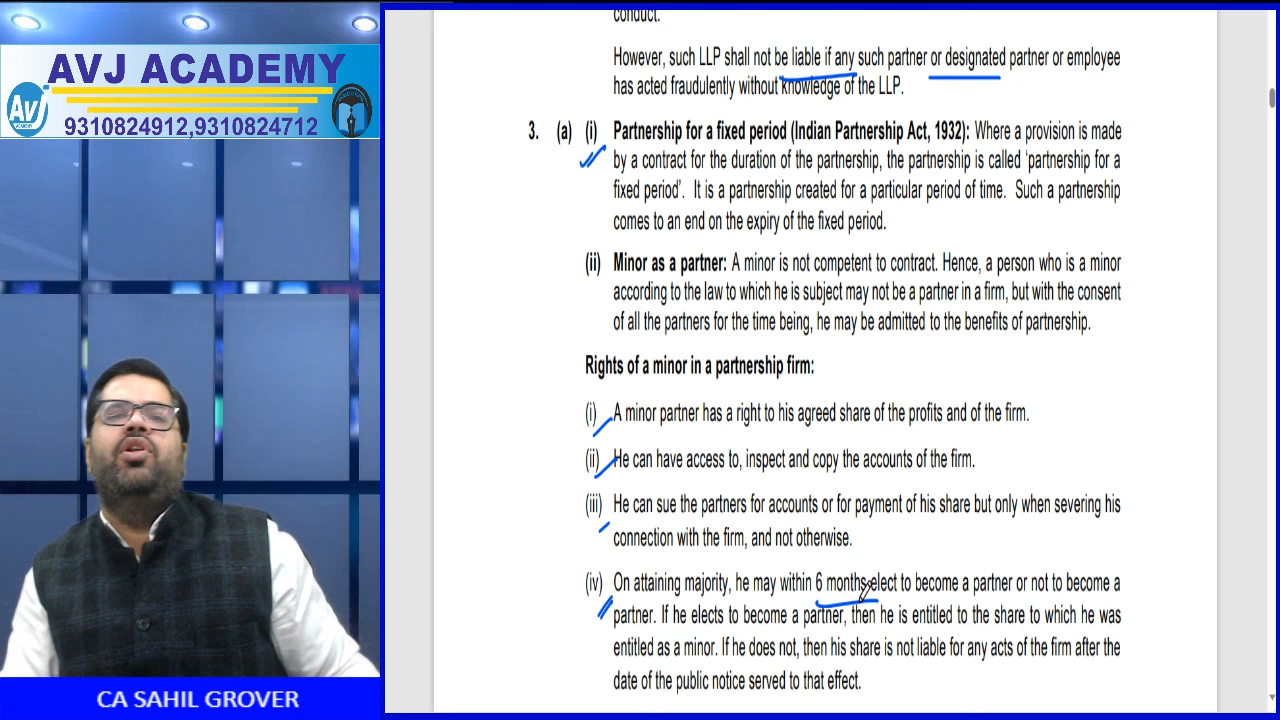 AVJ ACADEMY
9310824912,9310824712
CA SAHIL GROVER
conduct.
However, such LLP shall not be liable if any such partner or designated partner or employee
has acted fraudulently without knowledge of the LLP.
3. (a) (i) Partnership for a fixed period (Indian Partnership Act, 1932): Where a provision is made
by a contract for the duration of the partnership, the partnership is called 'partnership for a
fixed period'. It is a partnership created for a particular period of time. Such a partnership
comes to an end on the expiry of the fixed period.
(ii) Minor as a partner: A minor is not competent to contract. Hence, a person who is a minor
according to the law to which he is subject may not be a partner in a firm, but with the consent
of all the partners for the time being, he may be admitted to the benefits of partnership.
Rights of a minor in a partnership firm:
(i) A minor partner has a right to his agreed share of the profits and of the firm.
(ii) He can have access to, inspect and copy the accounts of the firm.
(iii) He can sue the partners for accounts or for payment of his share but only when severing his
connection with the firm, and not otherwise.
(iv) On attaining majority, he may within 6 months elect to become a partner or not to become a
partner. If he elects to become a partner, then he is entitled to the share to which he was
entitled as a minor. If he does not, then his share is not liable for any acts of the firm after the
date of the public notice served to that effect.